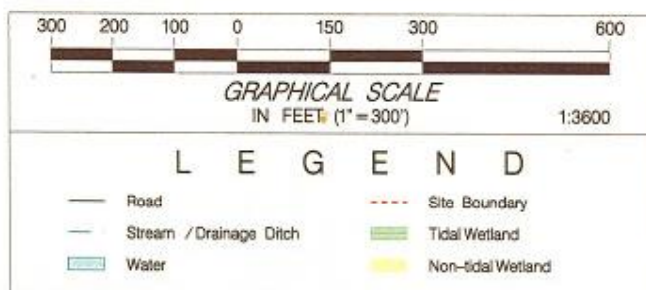 300 200 100 0 150 300 600
GRAPHICAL SCALE
IN FEET (1"=300') 1:3600
L E G E N D
Road
Site Boundary
Stream / Drainage Ditch
Tidal Wetland
Water
Non-tidal Wetland